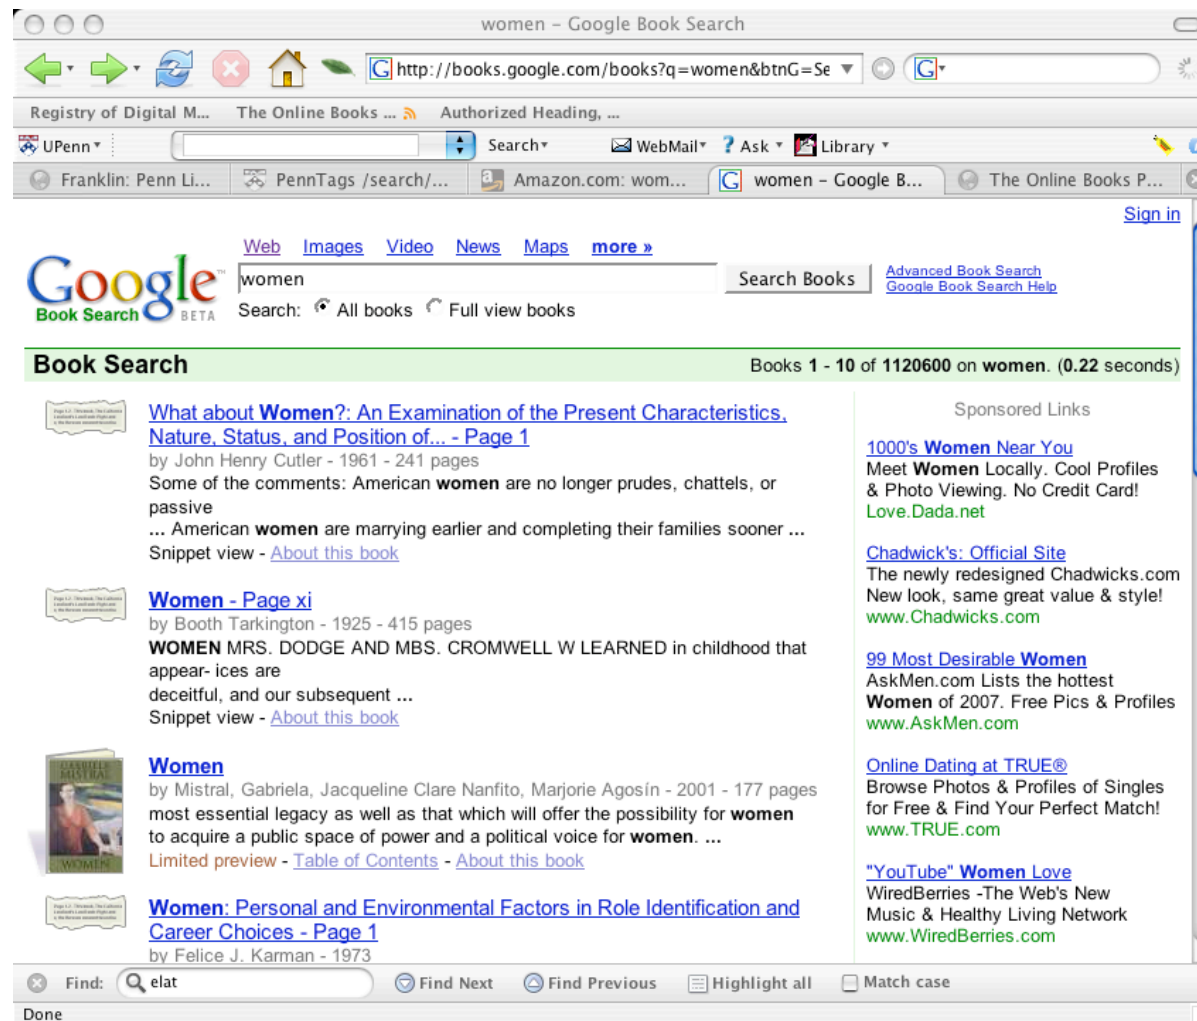 women – Google Book Search
http://books.google.com/books?q=women&btnG=Se
Registry of Digital M... The Online Books ... Authorized Heading, ...
UPenn Search WebMail Ask Library
Franklin: Penn Li... PennTags /search/... Amazon.com: wom... women – Google B... The Online Books P...
Sign in
Web Images Video News Maps more »
Google™
Book Search BETA
women
Search Books
Advanced Book Search
Google Book Search Help
Search: All books Full view books
Book Search Books 1 - 10 of 1120600 on women. (0.22 seconds)
What about Women?: An Examination of the Present Characteristics,
Nature, Status, and Position of... - Page 1
by John Henry Cutler - 1961 - 241 pages
Some of the comments: American women are no longer prudes, chattels, or
passive
... American women are marrying earlier and completing their families sooner ...
Snippet view - About this book
Women - Page xi
by Booth Tarkington - 1925 - 415 pages
WOMEN MRS. DODGE AND MBS. CROMWELL W LEARNED in childhood that
appear- ices are
deceitful, and our subsequent ...
Snippet view - About this book
GABRIELA
MISTRAL
WOMEN
Women
by Mistral, Gabriela, Jacqueline Clare Nanfito, Marjorie Agosín - 2001 - 177 pages
most essential legacy as well as that which will offer the possibility for women
to acquire a public space of power and a political voice for women. ...
Limited preview - Table of Contents - About this book
Women: Personal and Environmental Factors in Role Identification and
Career Choices - Page 1
by Felice J. Karman - 1973
Sponsored Links
1000's Women Near You
Meet Women Locally. Cool Profiles
& Photo Viewing. No Credit Card!
Love.Dada.net
Chadwick's: Official Site
The newly redesigned Chadwicks.com
New look, same great value & style!
www.Chadwicks.com
99 Most Desirable Women
AskMen.com Lists the hottest
Women of 2007. Free Pics & Profiles
www.AskMen.com
Online Dating at TRUE®
Browse Photos & Profiles of Singles
for Free & Find Your Perfect Match!
www.TRUE.com
"YouTube" Women Love
WiredBerries -The Web's New
Music & Healthy Living Network
www.WiredBerries.com
Find: elat Find Next Find Previous Highlight all Match case
Done